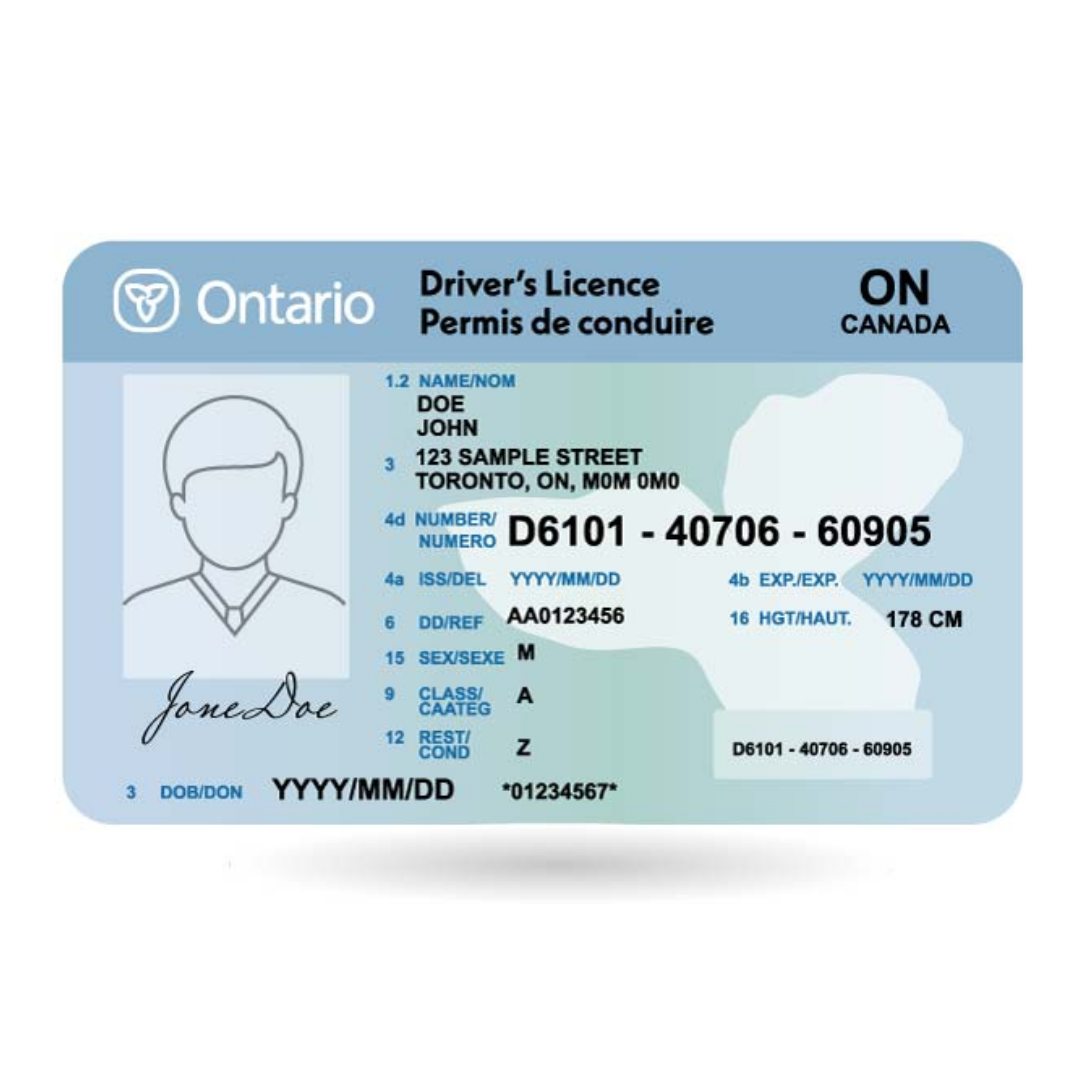 Ontario
Driver's Licence
Permis de conduire
ON
CANADA
1.2 NAME/NOM
DOE
JOHN
3 123 SAMPLE STREET
TORONTO, ON, M0M 0M0
4d NUMBER/
NUMERO D6101 - 40706 - 60905
4a ISS/DEL YYYY/MM/DD 4b EXP./EXP. YYYY/MM/DD
6 DD/REF AA0123456 16 HGT/HAUT. 178 CM
15 SEX/SEXE M
9 CLASS/
CAATEG A
12 REST/
COND Z
Jane Doe
D6101 - 40706 - 60905
3 DOB/DON YYYY/MM/DD *01234567*